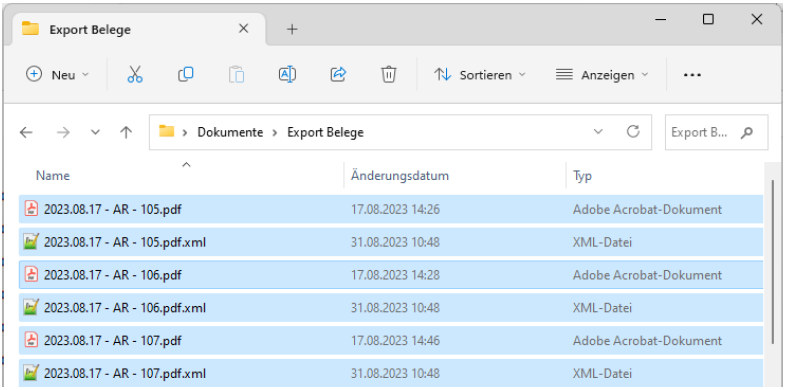 Export Belege
Neu Sortieren Anzeigen
Dokumente Export Belege Export B...
Name Änderungsdatum Typ
2023.08.17 - AR - 105.pdf 17.08.2023 14:26 Adobe Acrobat-Dokument
2023.08.17 - AR - 105.pdf.xml 31.08.2023 10:48 XML-Datei
2023.08.17 - AR - 106.pdf 17.08.2023 14:28 Adobe Acrobat-Dokument
2023.08.17 - AR - 106.pdf.xml 31.08.2023 10:48 XML-Datei
2023.08.17 - AR - 107.pdf 17.08.2023 14:46 Adobe Acrobat-Dokument
2023.08.17 - AR - 107.pdf.xml 31.08.2023 10:48 XML-Datei